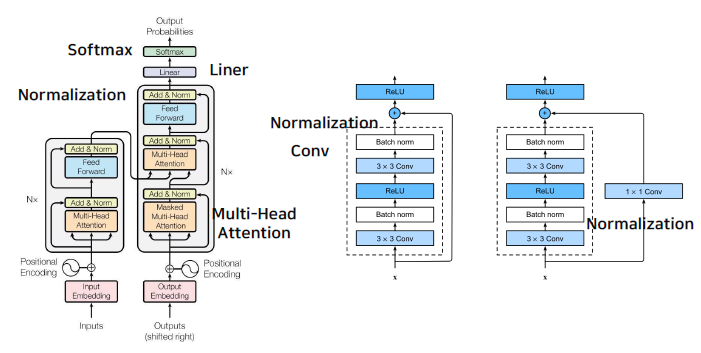 Output
Probabilities
Softmax
Softmax
Linear
Liner
Normalization
Add & Norm
Feed
Forward
Add & Norm
Multi-Head
Attention
N×
Add & Norm
Feed
Forward
N×
Add & Norm
Multi-Head
Attention
Add & Norm
Masked
Multi-Head
Attention
Multi-Head
Attention
Positional
Encoding
Positional
Encoding
Input
Embedding
Output
Embedding
Inputs
Outputs
(shifted right)
ReLU
+
Normalization
Conv
Batch norm
3 × 3 Conv
ReLU
Batch norm
3 × 3 Conv
x
ReLU
+
Batch norm
3 × 3 Conv
ReLU
1 × 1 Conv
Batch norm
Normalization
3 × 3 Conv
x